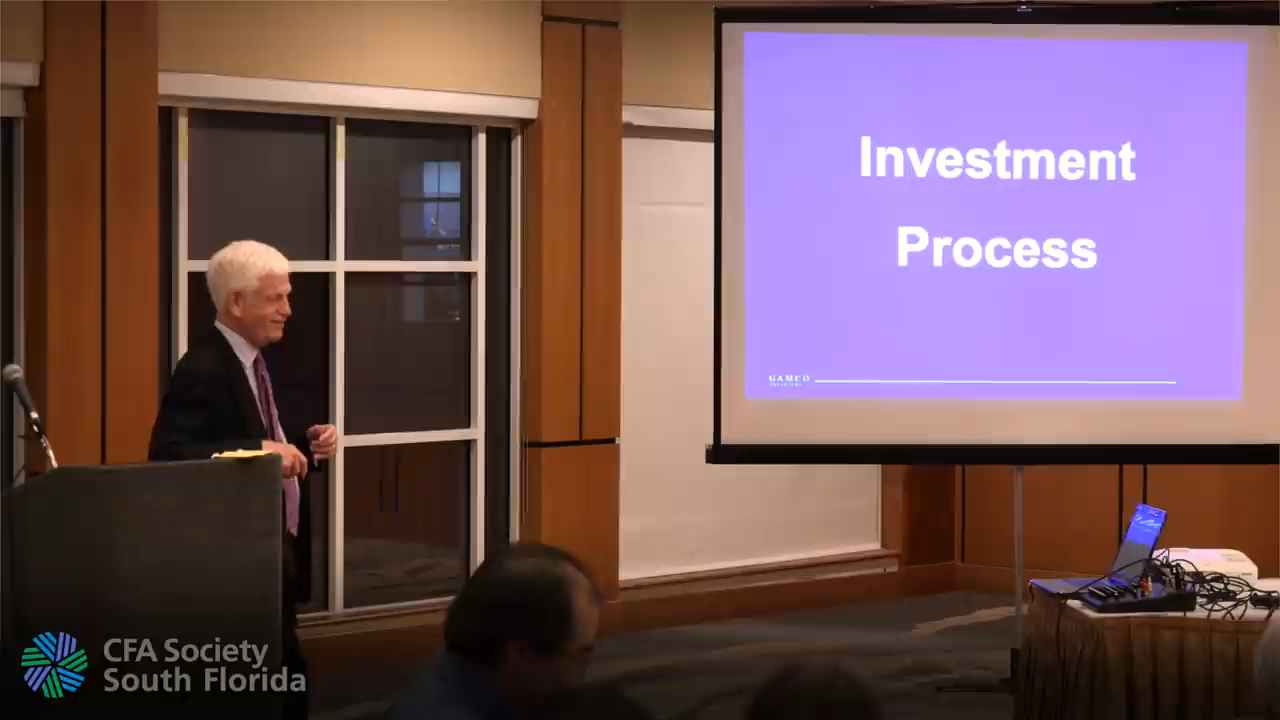 Investment
Process
GAMCO
CFA Society
South Florida